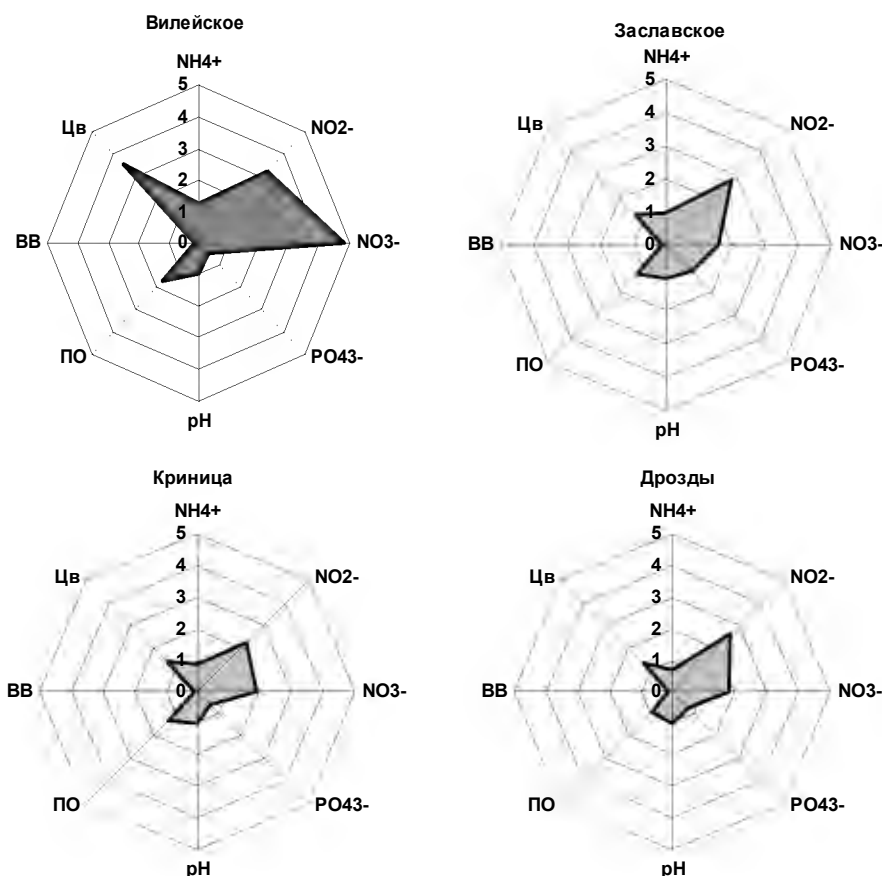 Вилейское
NH4+
5
4
3
2
1
0
NO2-
NO3-
PO43-
pH
ПО
ВВ
Цв
Заславское
NH4+
5
4
3
2
1
0
NO2-
NO3-
PO43-
pH
ПО
ВВ
Цв
Криница
NH4+
5
4
3
2
1
0
NO2-
NO3-
PO43-
pH
ПО
ВВ
Цв
Дрозды
NH4+
5
4
3
2
1
0
NO2-
NO3-
PO43-
pH
ПО
ВВ
Цв